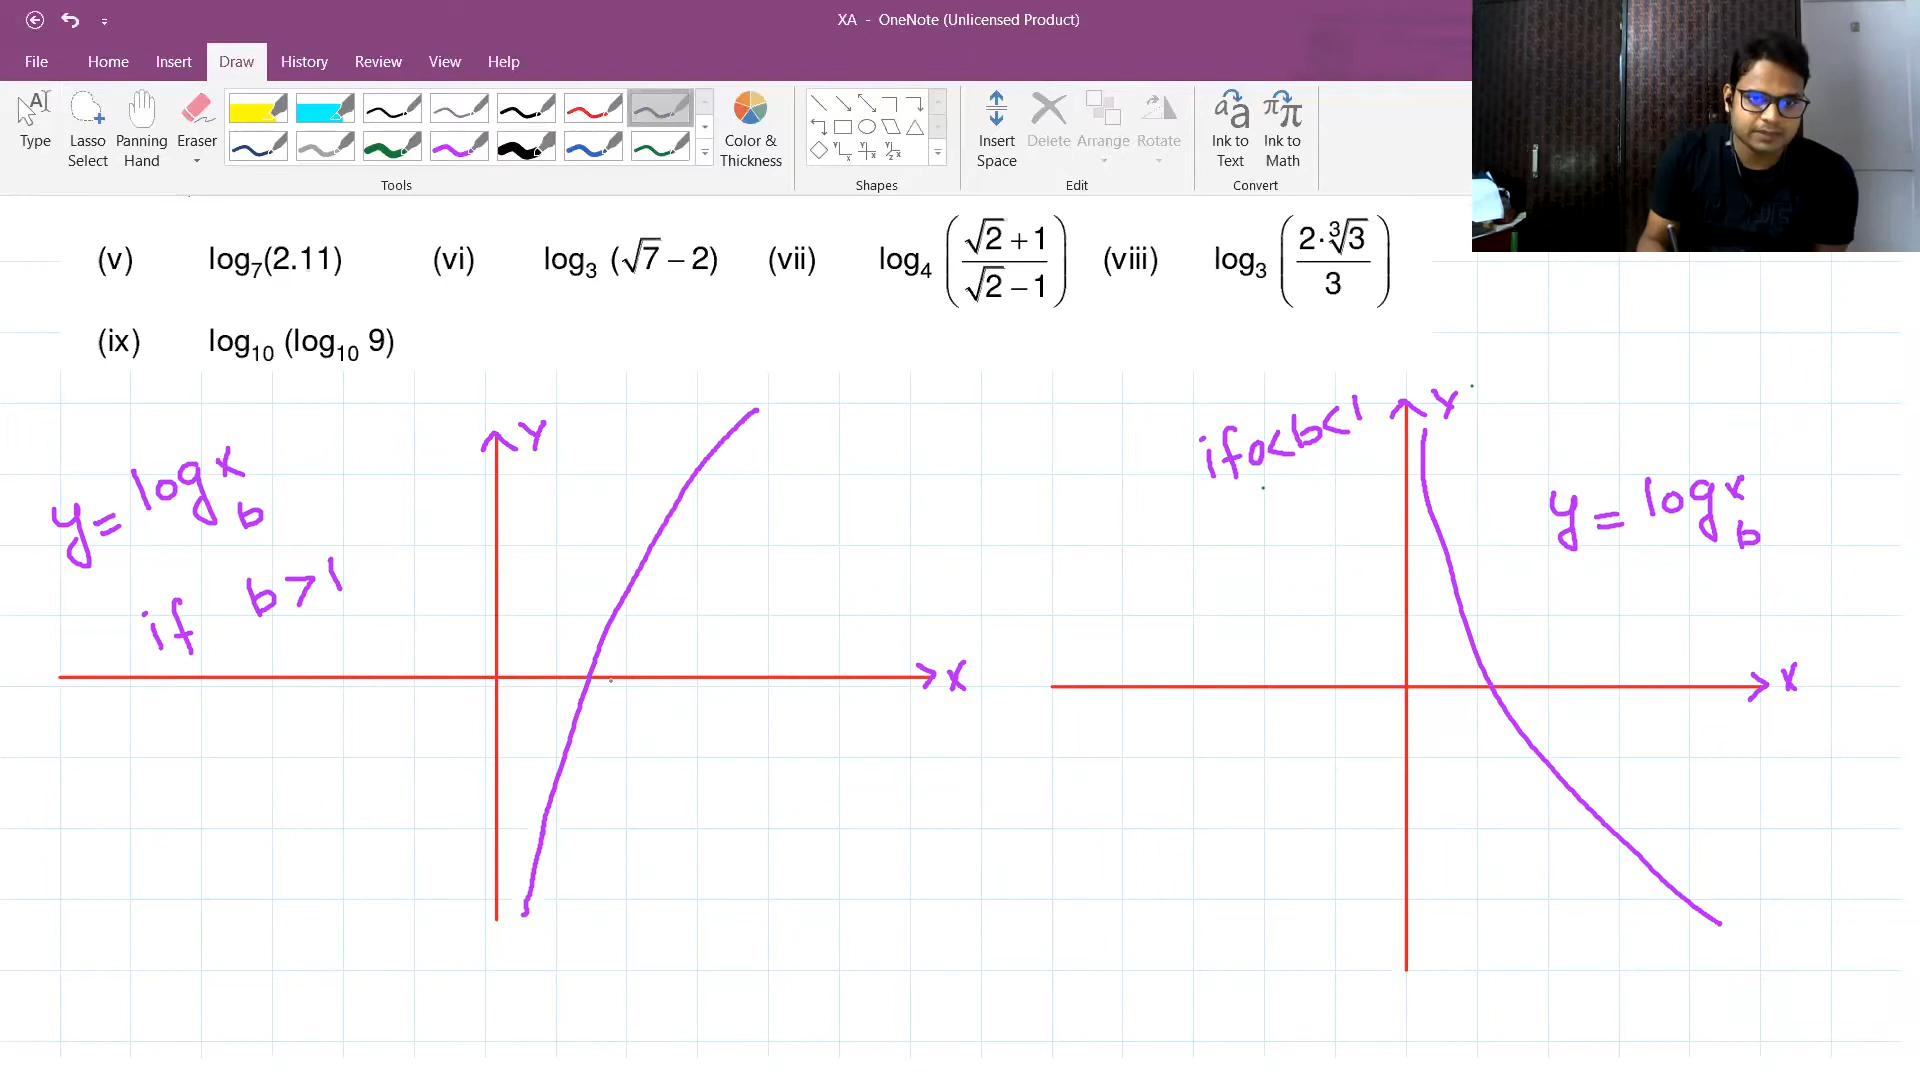 XA - OneNote (Unlicensed Product)
File Home Insert Draw History Review View Help
Type
Lasso Select
Panning Hand
Eraser
Color & Thickness
Insert Space
Delete
Arrange
Rotate
Ink to Text
Ink to Math
Tools Shapes Edit Convert
(v) log₇(2.11) (vi) log₃ (√7 – 2) (vii) log₄ ((√2 + 1)/(√2 – 1)) (viii) log₃ ((2·∛3)/3)
(ix) log₁₀ (log₁₀ 9)
y = log x b
if b > 1
Y
X
if 0<b<1
Y
y = log x b
X